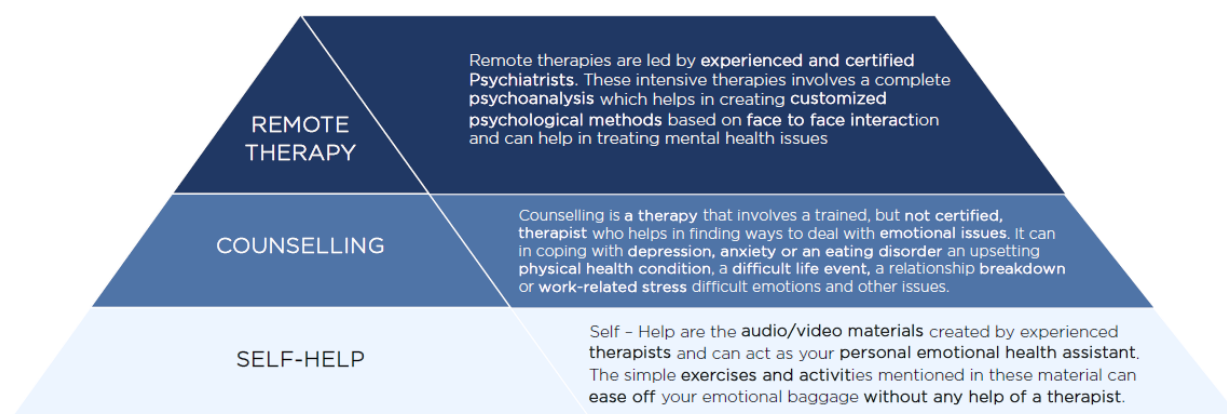 REMOTE
THERAPY
Remote therapies are led by experienced and certified
Psychiatrists. These intensive therapies involves a complete
psychoanalysis which helps in creating customized
psychological methods based on face to face interaction
and can help in treating mental health issues
COUNSELLING
Counselling is a therapy that involves a trained, but not certified,
therapist who helps in finding ways to deal with emotional issues. It can
in coping with depression, anxiety or an eating disorder an upsetting
physical health condition, a difficult life event, a relationship breakdown
or work-related stress difficult emotions and other issues.
SELF-HELP
Self – Help are the audio/video materials created by experienced
therapists and can act as your personal emotional health assistant.
The simple exercises and activities mentioned in these material can
ease off your emotional baggage without any help of a therapist.